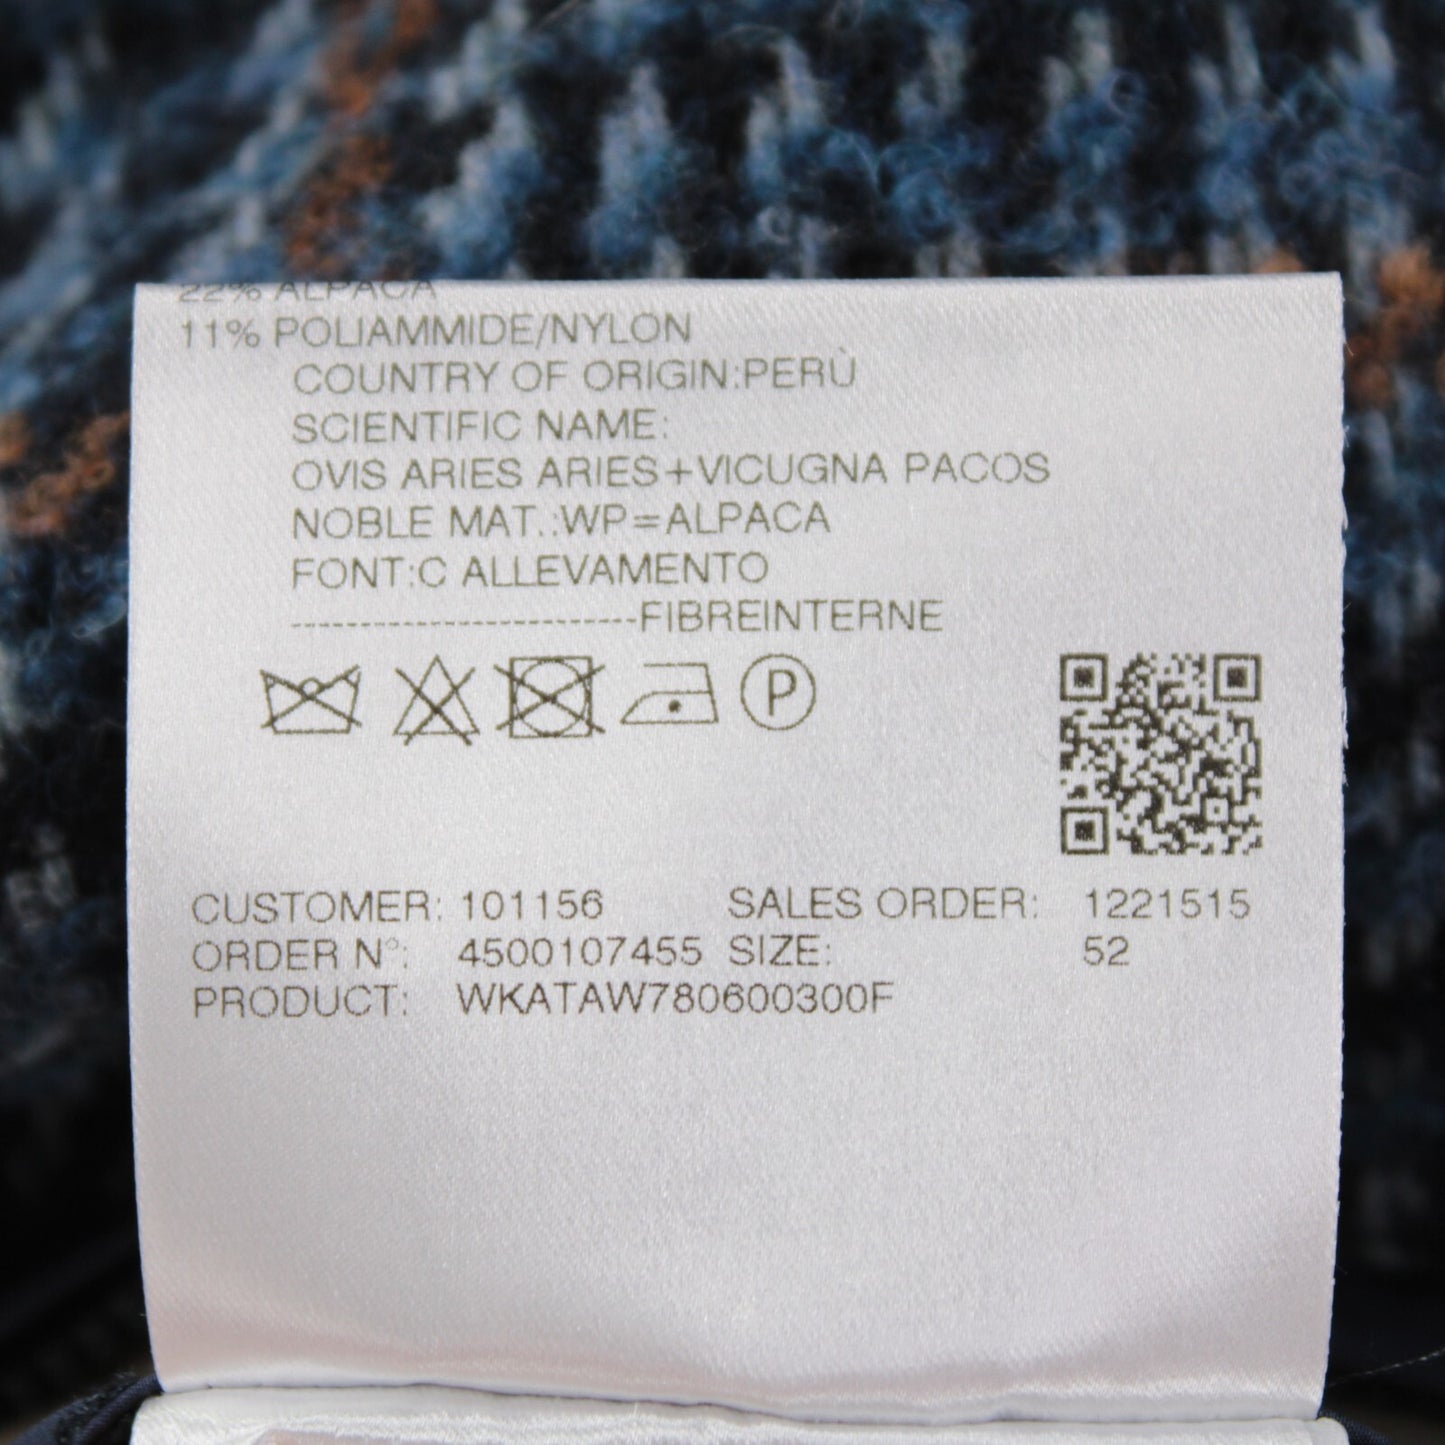 22% ALPACA
11% POLIAMMIDE/NYLON
COUNTRY OF ORIGIN:PERÙ
SCIENTIFIC NAME:
OVIS ARIES ARIES+VICUGNA PACOS
NOBLE MAT.:WP=ALPACA
FONT:C ALLEVAMENTO
------------------------FIBREINTERNE
P
CUSTOMER: 101156 SALES ORDER: 1221515
ORDER N°: 4500107455 SIZE: 52
PRODUCT: WKATAW780600300F